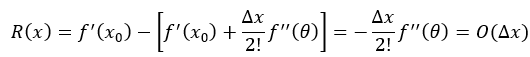 R(x) = f′(x₀) − [f′(x₀) + Δx/2! f′′(θ)] = − Δx/2! f′′(θ) = O(Δx)